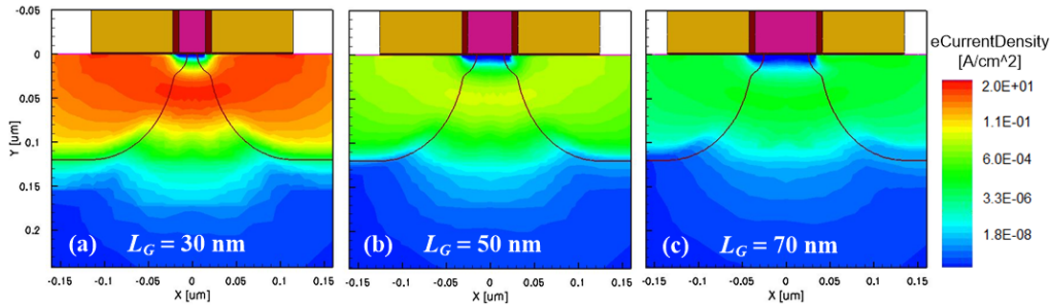 -0.05
0
0.05
0.1
0.15
0.2
Y [um]
(a) L_G = 30 nm
-0.15 -0.1 -0.05 0 0.05 0.1 0.15
X [um]
(b) L_G = 50 nm
-0.15 -0.1 -0.05 0 0.05 0.1 0.15
X [um]
(c) L_G = 70 nm
-0.15 -0.1 -0.05 0 0.05 0.1 0.15
X [um]
eCurrentDensity
[A/cm^2]
2.0E+01
1.1E-01
6.0E-04
3.3E-06
1.8E-08